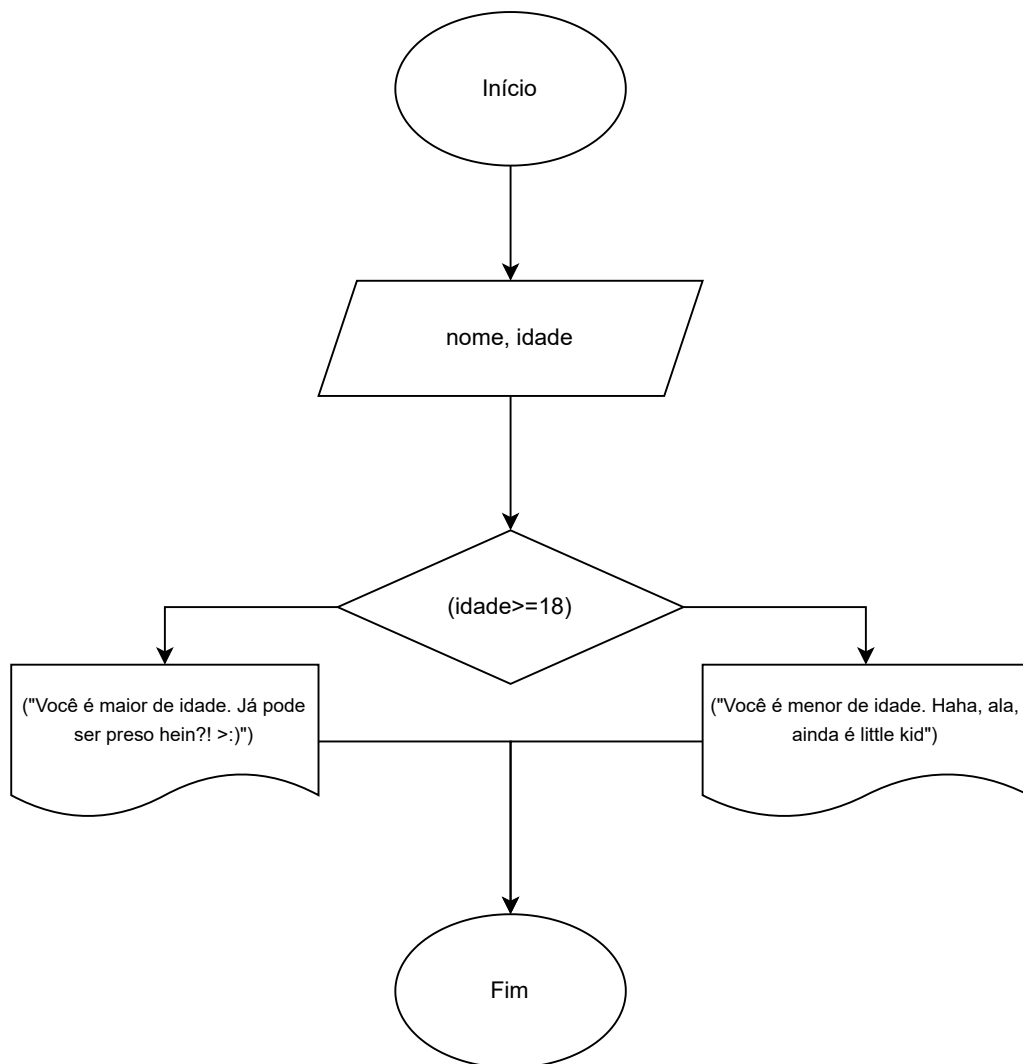 Início
nome, idade
(idade>=18)
("Você é maior de idade. Já pode
ser preso hein?! >:)")
("Você é menor de idade. Haha, ala,
ainda é little kid")
Fim